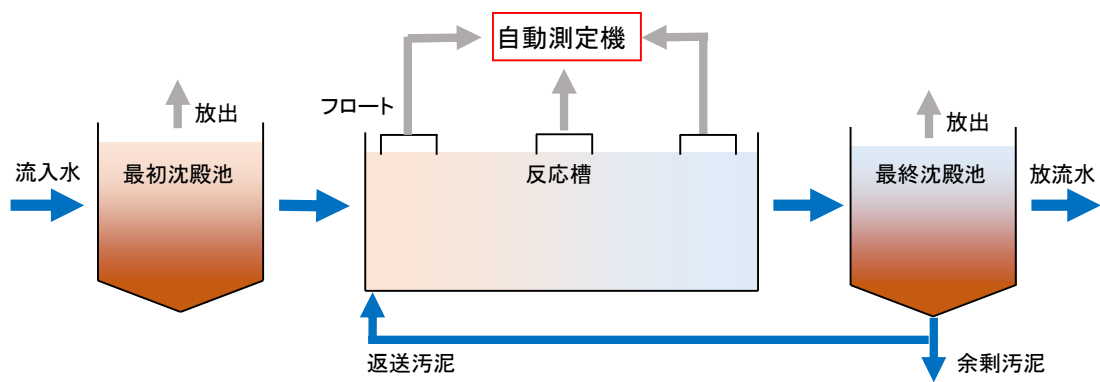 自動測定機
フロート
放出
放出
流入水
最初沈殿池
反応槽
最終沈殿池
放流水
返送汚泥
余剰汚泥